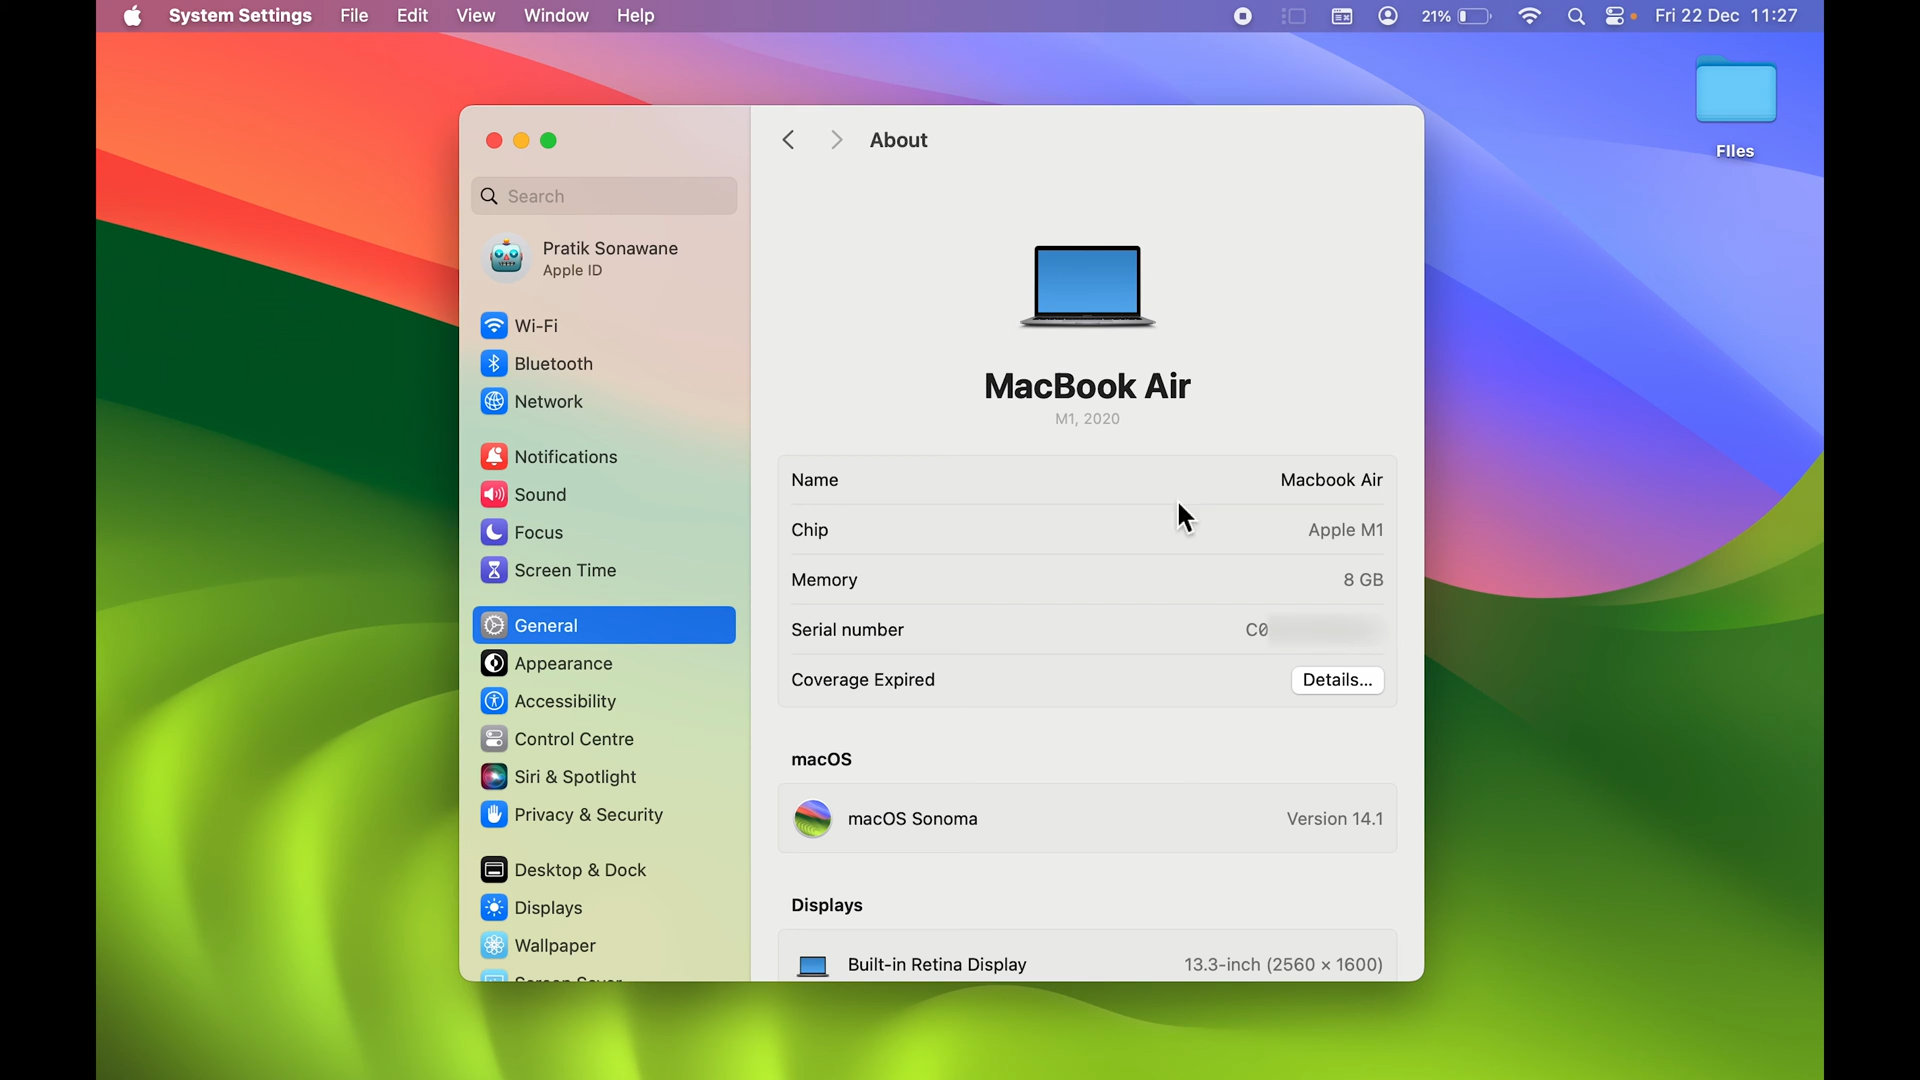 System Settings File Edit View Window Help 21% Fri 22 Dec 11:27
FIles
About
Search
Pratik Sonawane
Apple ID
Wi-Fi
Bluetooth
Network
Notifications
Sound
Focus
Screen Time
General
Appearance
Accessibility
Control Centre
Siri & Spotlight
Privacy & Security
Desktop & Dock
Displays
Wallpaper
MacBook Air
M1, 2020
Name Macbook Air
Chip Apple M1
Memory 8 GB
Serial number C0
Coverage Expired Details...
macOS
macOS Sonoma Version 14.1
Displays
Built-in Retina Display 13.3-inch (2560 × 1600)